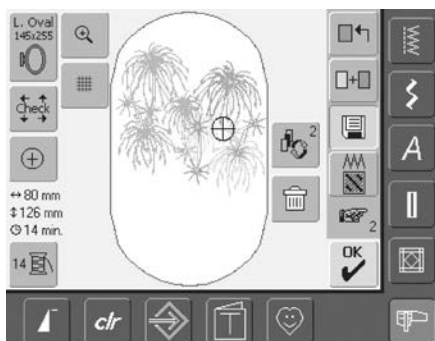 L. Oval
145x255
Check
↔ 80 mm
↕ 126 mm
14 min.
14
2
2
OK
A
clr
T